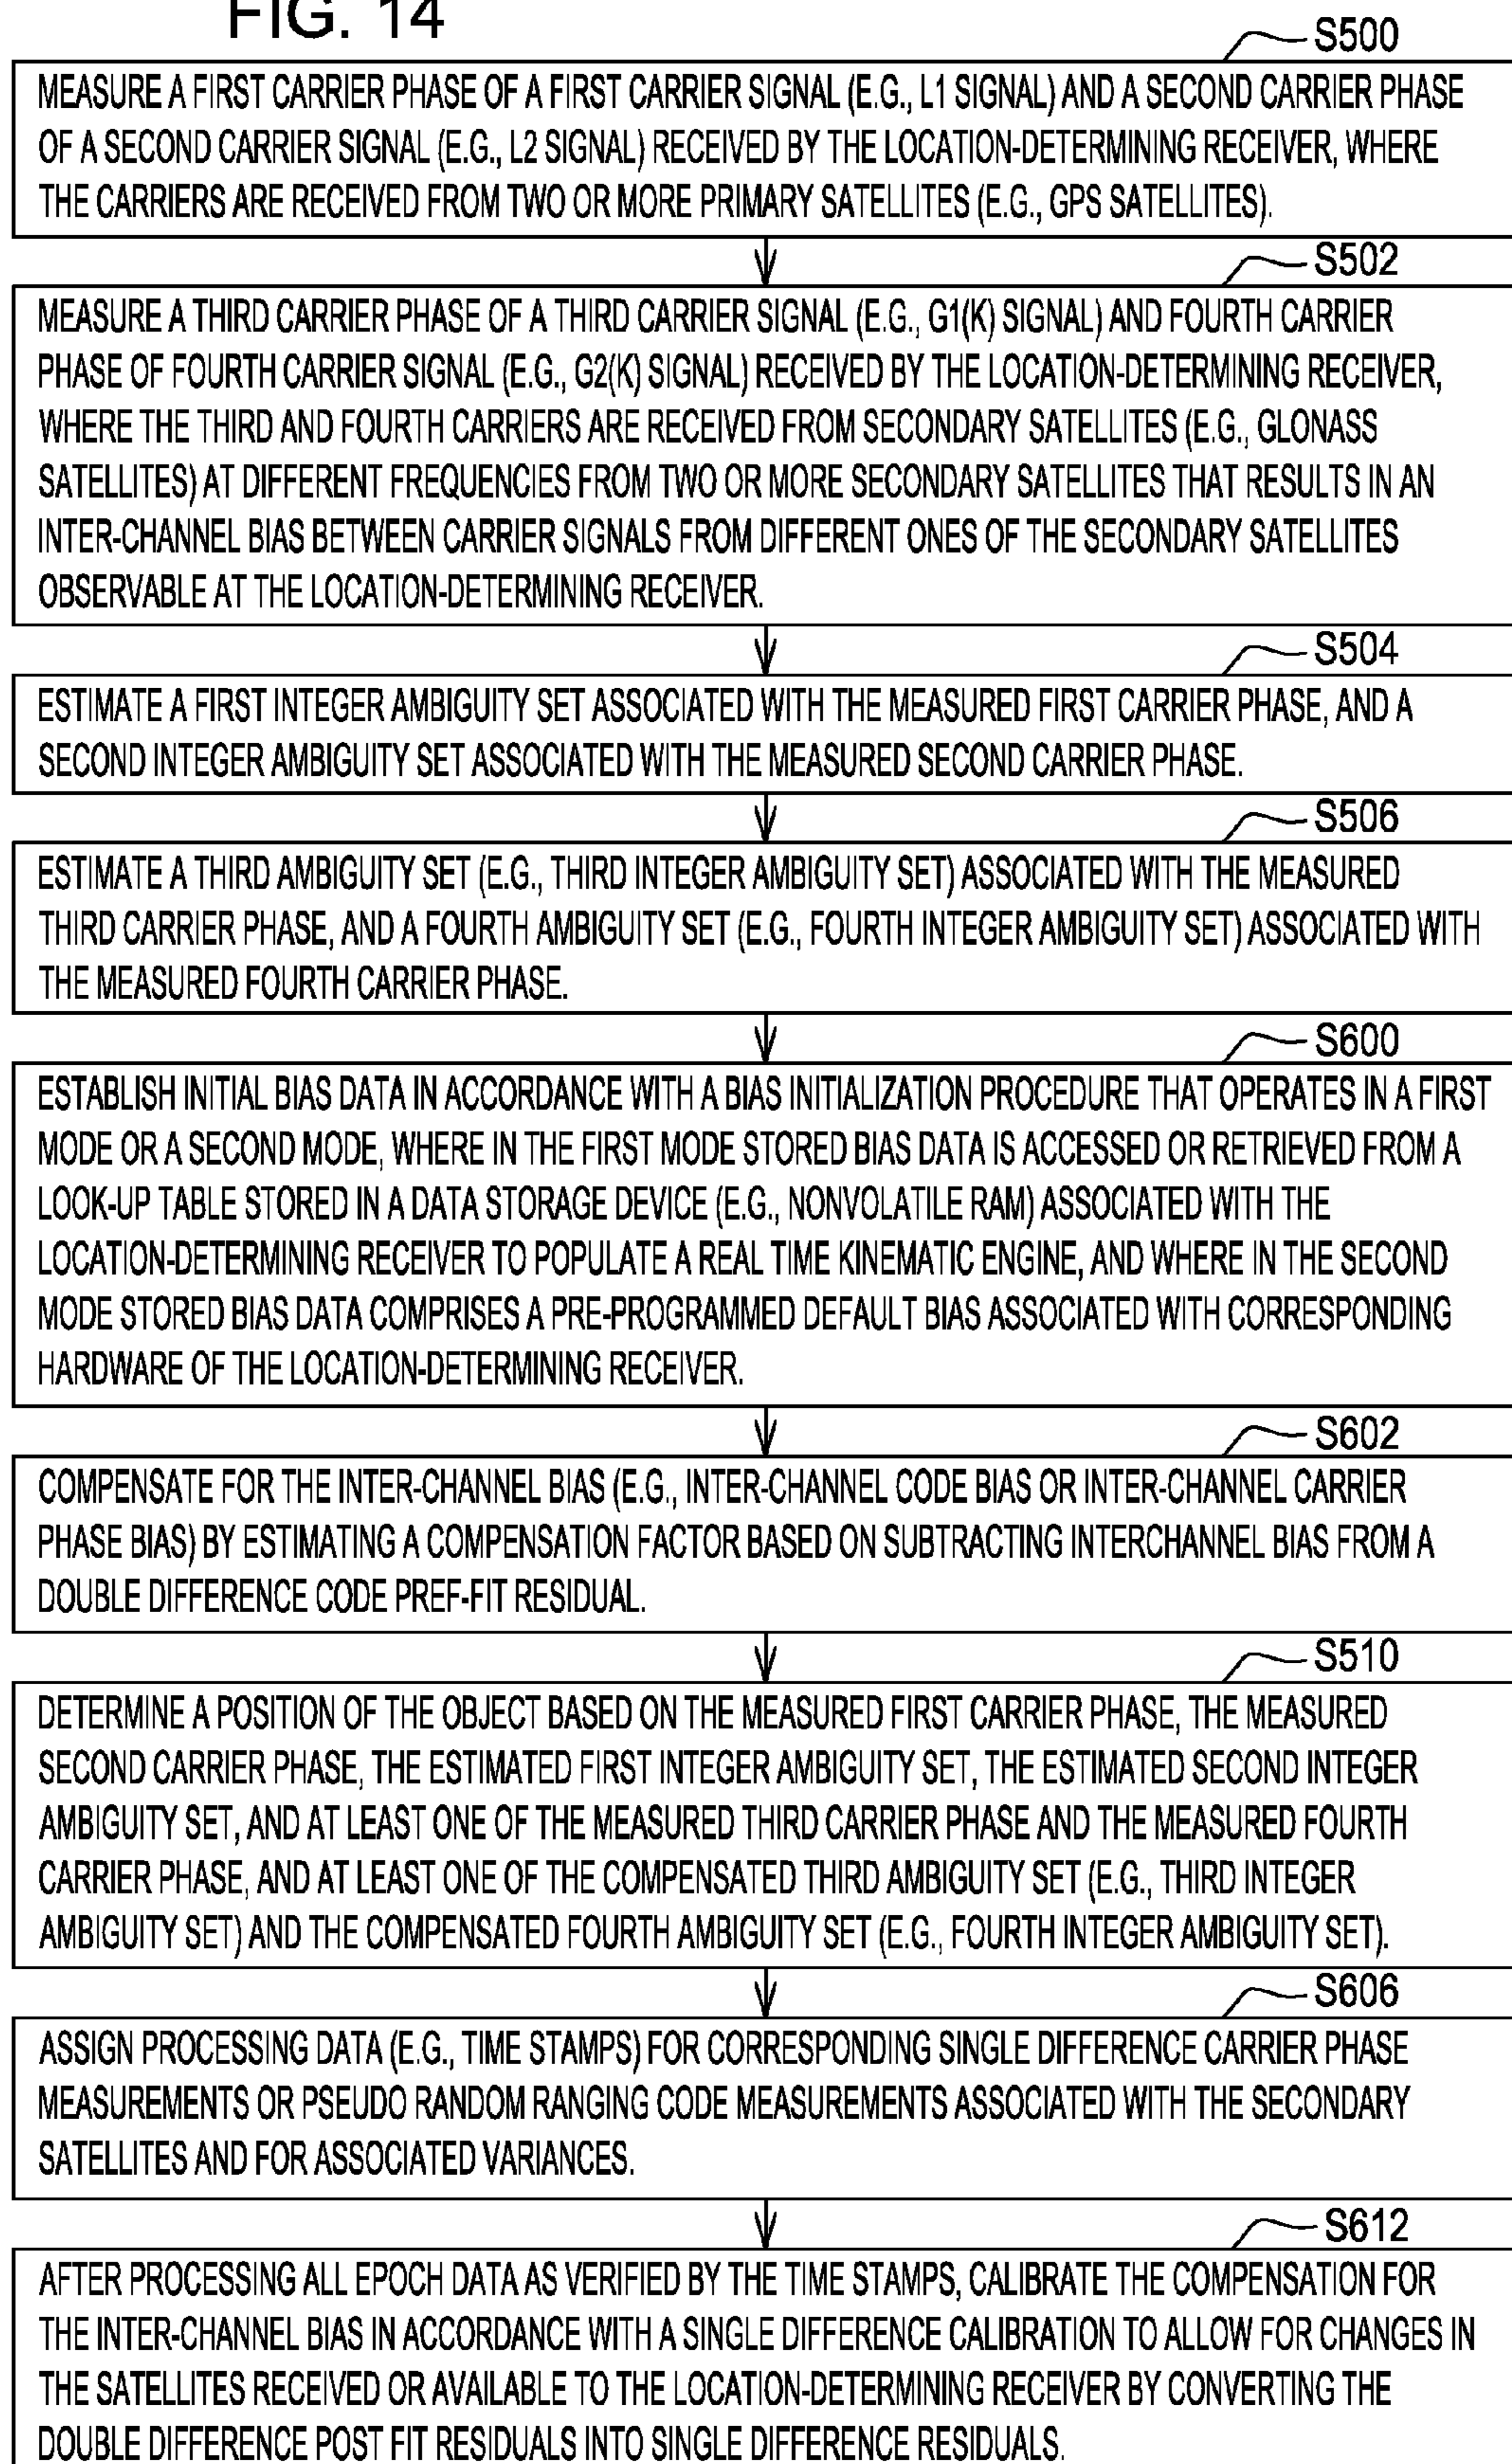 FIG. 14
S500
MEASURE A FIRST CARRIER PHASE OF A FIRST CARRIER SIGNAL (E.G., L1 SIGNAL) AND A SECOND CARRIER PHASE
OF A SECOND CARRIER SIGNAL (E.G., L2 SIGNAL) RECEIVED BY THE LOCATION-DETERMINING RECEIVER, WHERE
THE CARRIERS ARE RECEIVED FROM TWO OR MORE PRIMARY SATELLITES (E.G., GPS SATELLITES).
S502
MEASURE A THIRD CARRIER PHASE OF A THIRD CARRIER SIGNAL (E.G., G1(K) SIGNAL) AND FOURTH CARRIER
PHASE OF FOURTH CARRIER SIGNAL (E.G., G2(K) SIGNAL) RECEIVED BY THE LOCATION-DETERMINING RECEIVER,
WHERE THE THIRD AND FOURTH CARRIERS ARE RECEIVED FROM SECONDARY SATELLITES (E.G., GLONASS
SATELLITES) AT DIFFERENT FREQUENCIES FROM TWO OR MORE SECONDARY SATELLITES THAT RESULTS IN AN
INTER-CHANNEL BIAS BETWEEN CARRIER SIGNALS FROM DIFFERENT ONES OF THE SECONDARY SATELLITES
OBSERVABLE AT THE LOCATION-DETERMINING RECEIVER.
S504
ESTIMATE A FIRST INTEGER AMBIGUITY SET ASSOCIATED WITH THE MEASURED FIRST CARRIER PHASE, AND A
SECOND INTEGER AMBIGUITY SET ASSOCIATED WITH THE MEASURED SECOND CARRIER PHASE.
S506
ESTIMATE A THIRD AMBIGUITY SET (E.G., THIRD INTEGER AMBIGUITY SET) ASSOCIATED WITH THE MEASURED
THIRD CARRIER PHASE, AND A FOURTH AMBIGUITY SET (E.G., FOURTH INTEGER AMBIGUITY SET) ASSOCIATED WITH
THE MEASURED FOURTH CARRIER PHASE.
S600
ESTABLISH INITIAL BIAS DATA IN ACCORDANCE WITH A BIAS INITIALIZATION PROCEDURE THAT OPERATES IN A FIRST
MODE OR A SECOND MODE, WHERE IN THE FIRST MODE STORED BIAS DATA IS ACCESSED OR RETRIEVED FROM A
LOOK-UP TABLE STORED IN A DATA STORAGE DEVICE (E.G., NONVOLATILE RAM) ASSOCIATED WITH THE
LOCATION-DETERMINING RECEIVER TO POPULATE A REAL TIME KINEMATIC ENGINE, AND WHERE IN THE SECOND
MODE STORED BIAS DATA COMPRISES A PRE-PROGRAMMED DEFAULT BIAS ASSOCIATED WITH CORRESPONDING
HARDWARE OF THE LOCATION-DETERMINING RECEIVER.
S602
COMPENSATE FOR THE INTER-CHANNEL BIAS (E.G., INTER-CHANNEL CODE BIAS OR INTER-CHANNEL CARRIER
PHASE BIAS) BY ESTIMATING A COMPENSATION FACTOR BASED ON SUBTRACTING INTERCHANNEL BIAS FROM A
DOUBLE DIFFERENCE CODE PREF-FIT RESIDUAL.
S510
DETERMINE A POSITION OF THE OBJECT BASED ON THE MEASURED FIRST CARRIER PHASE, THE MEASURED
SECOND CARRIER PHASE, THE ESTIMATED FIRST INTEGER AMBIGUITY SET, THE ESTIMATED SECOND INTEGER
AMBIGUITY SET, AND AT LEAST ONE OF THE MEASURED THIRD CARRIER PHASE AND THE MEASURED FOURTH
CARRIER PHASE, AND AT LEAST ONE OF THE COMPENSATED THIRD AMBIGUITY SET (E.G., THIRD INTEGER
AMBIGUITY SET) AND THE COMPENSATED FOURTH AMBIGUITY SET (E.G., FOURTH INTEGER AMBIGUITY SET).
S606
ASSIGN PROCESSING DATA (E.G., TIME STAMPS) FOR CORRESPONDING SINGLE DIFFERENCE CARRIER PHASE
MEASUREMENTS OR PSEUDO RANDOM RANGING CODE MEASUREMENTS ASSOCIATED WITH THE SECONDARY
SATELLITES AND FOR ASSOCIATED VARIANCES.
S612
AFTER PROCESSING ALL EPOCH DATA AS VERIFIED BY THE TIME STAMPS, CALIBRATE THE COMPENSATION FOR
THE INTER-CHANNEL BIAS IN ACCORDANCE WITH A SINGLE DIFFERENCE CALIBRATION TO ALLOW FOR CHANGES IN
THE SATELLITES RECEIVED OR AVAILABLE TO THE LOCATION-DETERMINING RECEIVER BY CONVERTING THE
DOUBLE DIFFERENCE POST FIT RESIDUALS INTO SINGLE DIFFERENCE RESIDUALS.